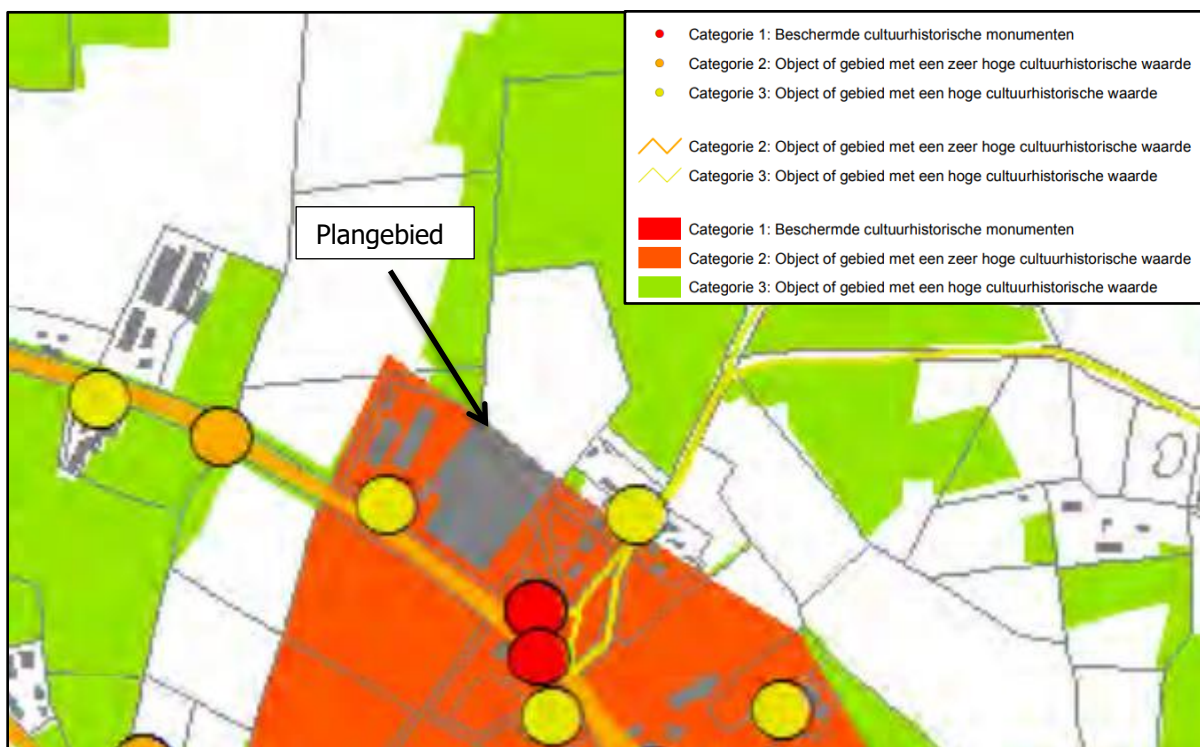 Categorie 1: Beschermde cultuurhistorische monumenten
Categorie 2: Object of gebied met een zeer hoge cultuurhistorische waarde
Categorie 3: Object of gebied met een hoge cultuurhistorische waarde
Categorie 2: Object of gebied met een zeer hoge cultuurhistorische waarde
Categorie 3: Object of gebied met een hoge cultuurhistorische waarde
Categorie 1: Beschermde cultuurhistorische monumenten
Categorie 2: Object of gebied met een zeer hoge cultuurhistorische waarde
Categorie 3: Object of gebied met een hoge cultuurhistorische waarde
Plangebied